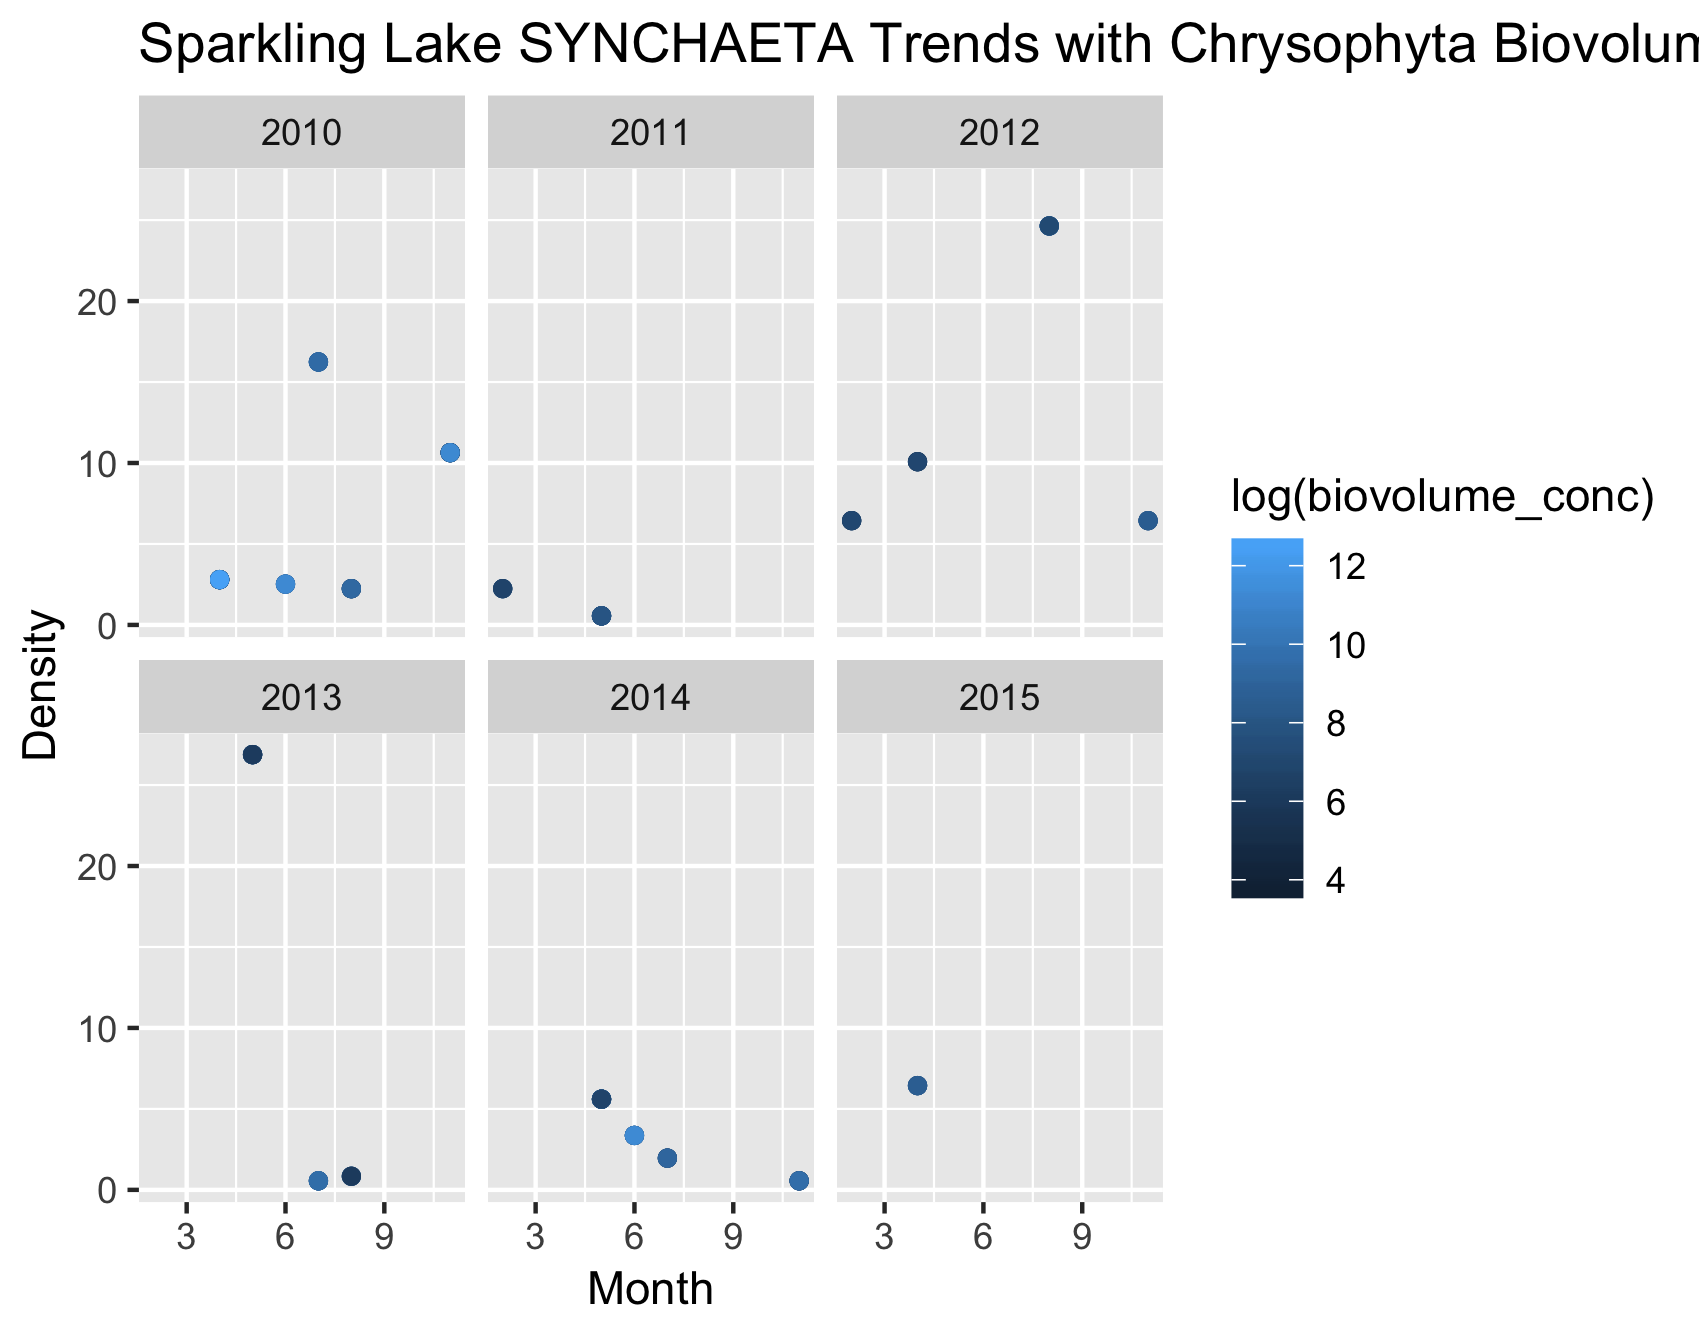 Sparkling Lake SYNCHAETA Trends with Chrysophyta
2010 2011 2012
20
10
0
Density
2013 2014 2015
20
10
0
3 6 9 3 6 9 3 6 9
Month
log(biovolume_conc)
12
10
8
6
4